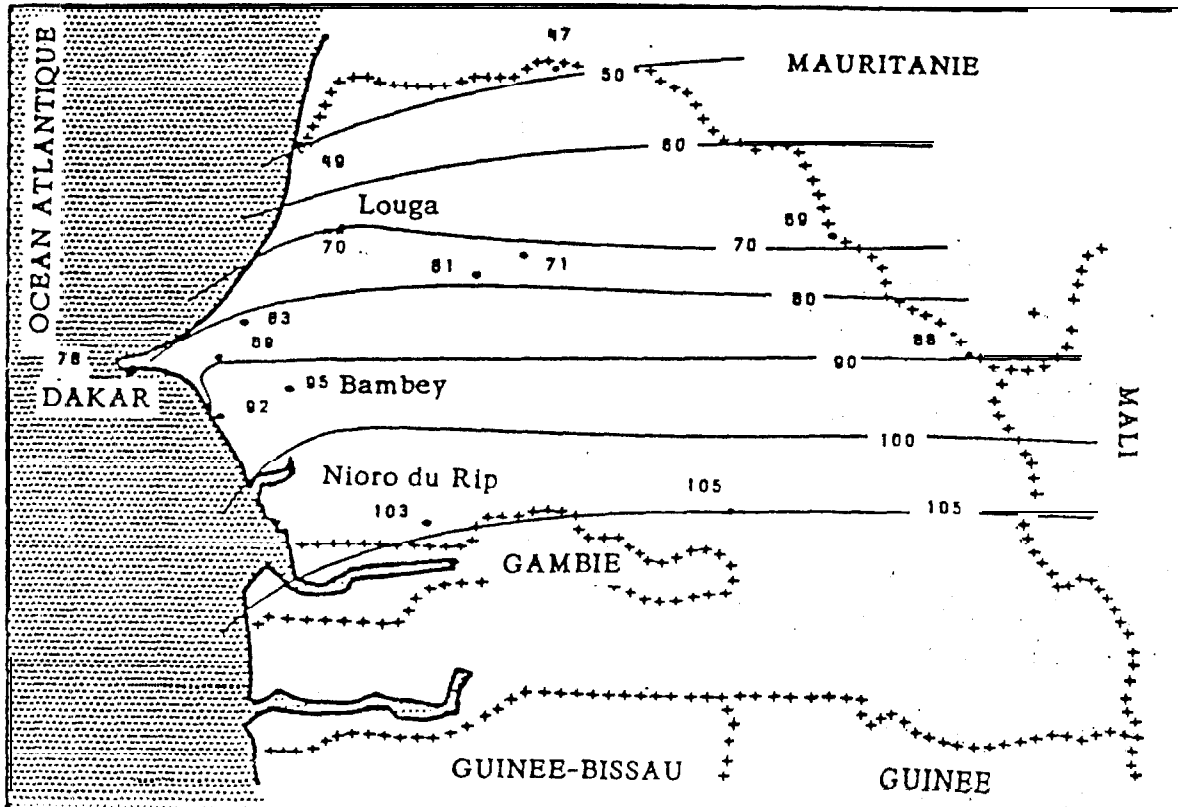 OCEAN ATLANTIQUE
47
50
MAURITANIE
49
60
Louga
69
70
70
81
71
80
83
89
88
78
90
DAKAR
95 Bambey
92
MALI
100
Nioro du Rip
105
103
105
GAMBIE
GUINEE-BISSAU
GUINEE